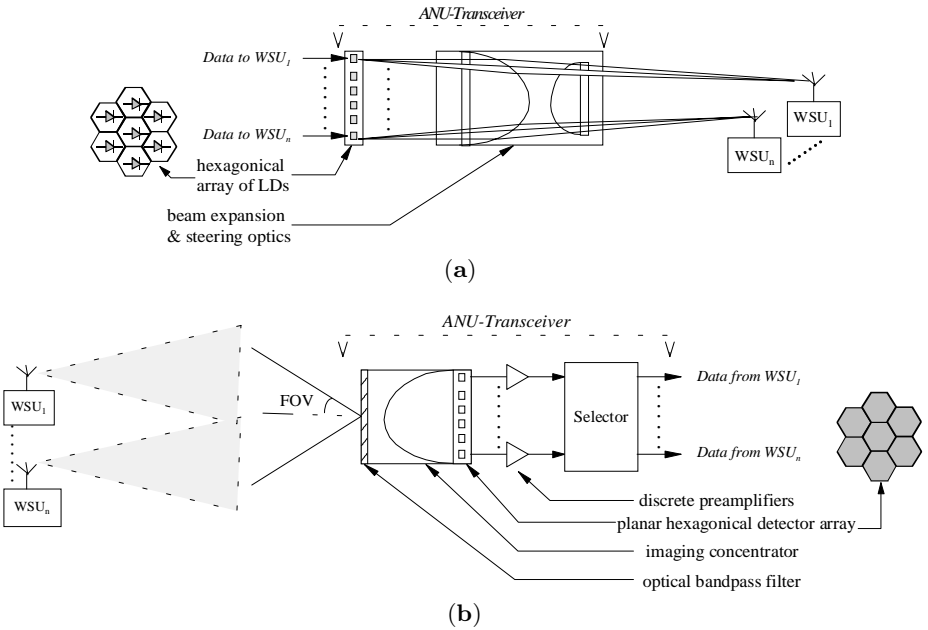 ANU-Transceiver
Data to WSU1
Data to WSUn
WSU1
WSUn
hexagonical
array of LDs
beam expansion
& steering optics
(a)
ANU-Transceiver
WSU1
WSUn
FOV
Selector
Data from WSU1
Data from WSUn
discrete preamplifiers
planar hexagonical detector array
imaging concentrator
optical bandpass filter
(b)